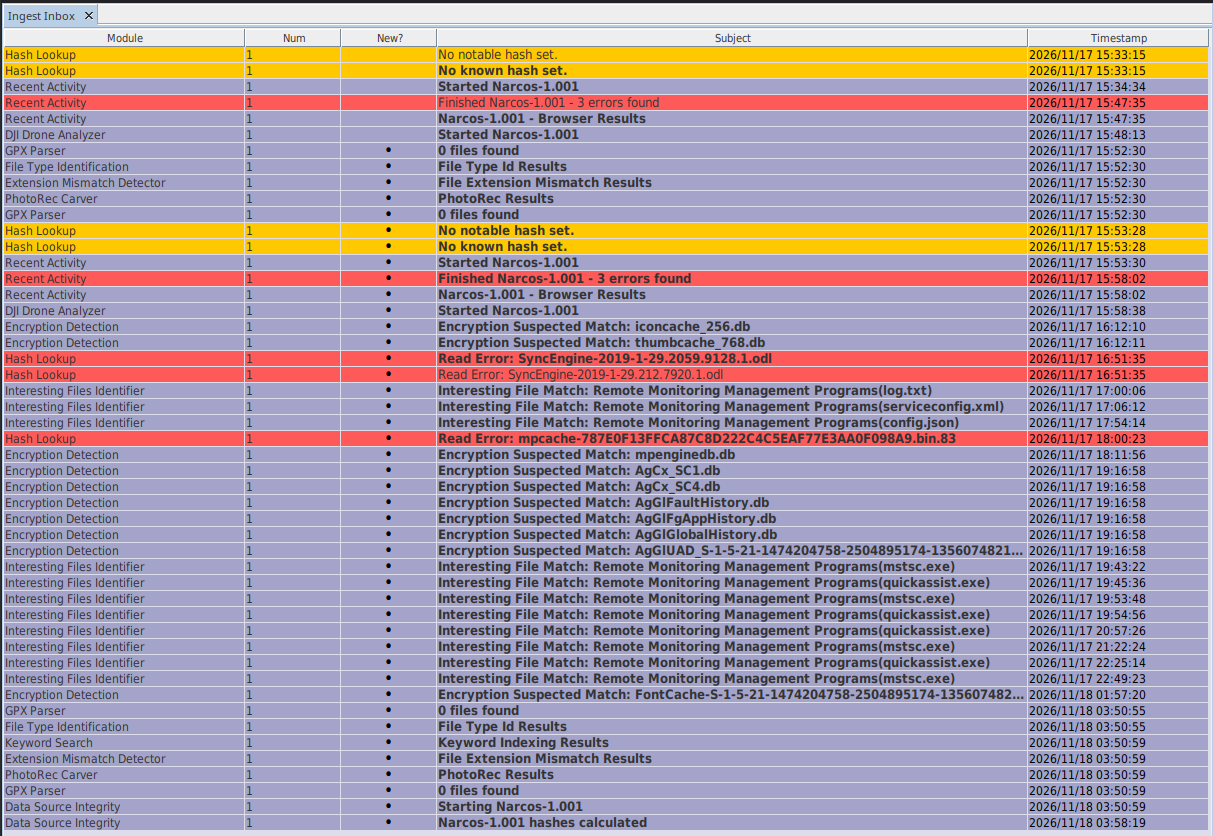 Ingest Inbox ×
Module Num New? Subject Timestamp
Hash Lookup 1 No notable hash set. 2026/11/17 15:33:15
Hash Lookup 1 No known hash set. 2026/11/17 15:33:15
Recent Activity 1 Started Narcos-1.001 2026/11/17 15:34:34
Recent Activity 1 Finished Narcos-1.001 - 3 errors found 2026/11/17 15:47:35
Recent Activity 1 Narcos-1.001 - Browser Results 2026/11/17 15:47:35
DJI Drone Analyzer 1 Started Narcos-1.001 2026/11/17 15:48:13
GPX Parser 1 • 0 files found 2026/11/17 15:52:30
File Type Identification 1 • File Type Id Results 2026/11/17 15:52:30
Extension Mismatch Detector 1 • File Extension Mismatch Results 2026/11/17 15:52:30
PhotoRec Carver 1 • PhotoRec Results 2026/11/17 15:52:30
GPX Parser 1 • 0 files found 2026/11/17 15:52:30
Hash Lookup 1 • No notable hash set. 2026/11/17 15:53:28
Hash Lookup 1 • No known hash set. 2026/11/17 15:53:28
Recent Activity 1 • Started Narcos-1.001 2026/11/17 15:53:30
Recent Activity 1 • Finished Narcos-1.001 - 3 errors found 2026/11/17 15:58:02
Recent Activity 1 • Narcos-1.001 - Browser Results 2026/11/17 15:58:02
DJI Drone Analyzer 1 • Started Narcos-1.001 2026/11/17 15:58:38
Encryption Detection 1 • Encryption Suspected Match: iconcache_256.db 2026/11/17 16:12:10
Encryption Detection 1 • Encryption Suspected Match: thumbcache_768.db 2026/11/17 16:12:11
Hash Lookup 1 • Read Error: SyncEngine-2019-1-29.2059.9128.1.odl 2026/11/17 16:51:35
Hash Lookup 1 • Read Error: SyncEngine-2019-1-29.212.7920.1.odl 2026/11/17 16:51:35
Interesting Files Identifier 1 • Interesting File Match: Remote Monitoring Management Programs(log.txt) 2026/11/17 17:00:06
Interesting Files Identifier 1 • Interesting File Match: Remote Monitoring Management Programs(serviceconfig.xml) 2026/11/17 17:06:12
Interesting Files Identifier 1 • Interesting File Match: Remote Monitoring Management Programs(config.json) 2026/11/17 17:54:14
Hash Lookup 1 • Read Error: mpcache-787E0F13FFCA87C8D222C4C5EAF77E3AA0F098A9.bin.83 2026/11/17 18:00:23
Encryption Detection 1 • Encryption Suspected Match: mpenginedb.db 2026/11/17 18:11:56
Encryption Detection 1 • Encryption Suspected Match: AgCx_SC1.db 2026/11/17 19:16:58
Encryption Detection 1 • Encryption Suspected Match: AgCx_SC4.db 2026/11/17 19:16:58
Encryption Detection 1 • Encryption Suspected Match: AgGlFaultHistory.db 2026/11/17 19:16:58
Encryption Detection 1 • Encryption Suspected Match: AgGlFgAppHistory.db 2026/11/17 19:16:58
Encryption Detection 1 • Encryption Suspected Match: AgGlGlobalHistory.db 2026/11/17 19:16:58
Encryption Detection 1 • Encryption Suspected Match: AgGlUAD_S-1-5-21-1474204758-2504895174-1356074821... 2026/11/17 19:16:58
Interesting Files Identifier 1 • Interesting File Match: Remote Monitoring Management Programs(mstsc.exe) 2026/11/17 19:43:22
Interesting Files Identifier 1 • Interesting File Match: Remote Monitoring Management Programs(quickassist.exe) 2026/11/17 19:45:36
Interesting Files Identifier 1 • Interesting File Match: Remote Monitoring Management Programs(mstsc.exe) 2026/11/17 19:53:48
Interesting Files Identifier 1 • Interesting File Match: Remote Monitoring Management Programs(quickassist.exe) 2026/11/17 19:54:56
Interesting Files Identifier 1 • Interesting File Match: Remote Monitoring Management Programs(quickassist.exe) 2026/11/17 20:57:26
Interesting Files Identifier 1 • Interesting File Match: Remote Monitoring Management Programs(mstsc.exe) 2026/11/17 21:22:24
Interesting Files Identifier 1 • Interesting File Match: Remote Monitoring Management Programs(quickassist.exe) 2026/11/17 22:25:14
Interesting Files Identifier 1 • Interesting File Match: Remote Monitoring Management Programs(mstsc.exe) 2026/11/17 22:49:23
Encryption Detection 1 • Encryption Suspected Match: FontCache-S-1-5-21-1474204758-2504895174-135607482... 2026/11/18 01:57:20
GPX Parser 1 • 0 files found 2026/11/18 03:50:55
File Type Identification 1 • File Type Id Results 2026/11/18 03:50:55
Keyword Search 1 • Keyword Indexing Results 2026/11/18 03:50:59
Extension Mismatch Detector 1 • File Extension Mismatch Results 2026/11/18 03:50:59
PhotoRec Carver 1 • PhotoRec Results 2026/11/18 03:50:59
GPX Parser 1 • 0 files found 2026/11/18 03:50:59
Data Source Integrity 1 • Starting Narcos-1.001 2026/11/18 03:50:59
Data Source Integrity 1 • Narcos-1.001 hashes calculated 2026/11/18 03:58:19